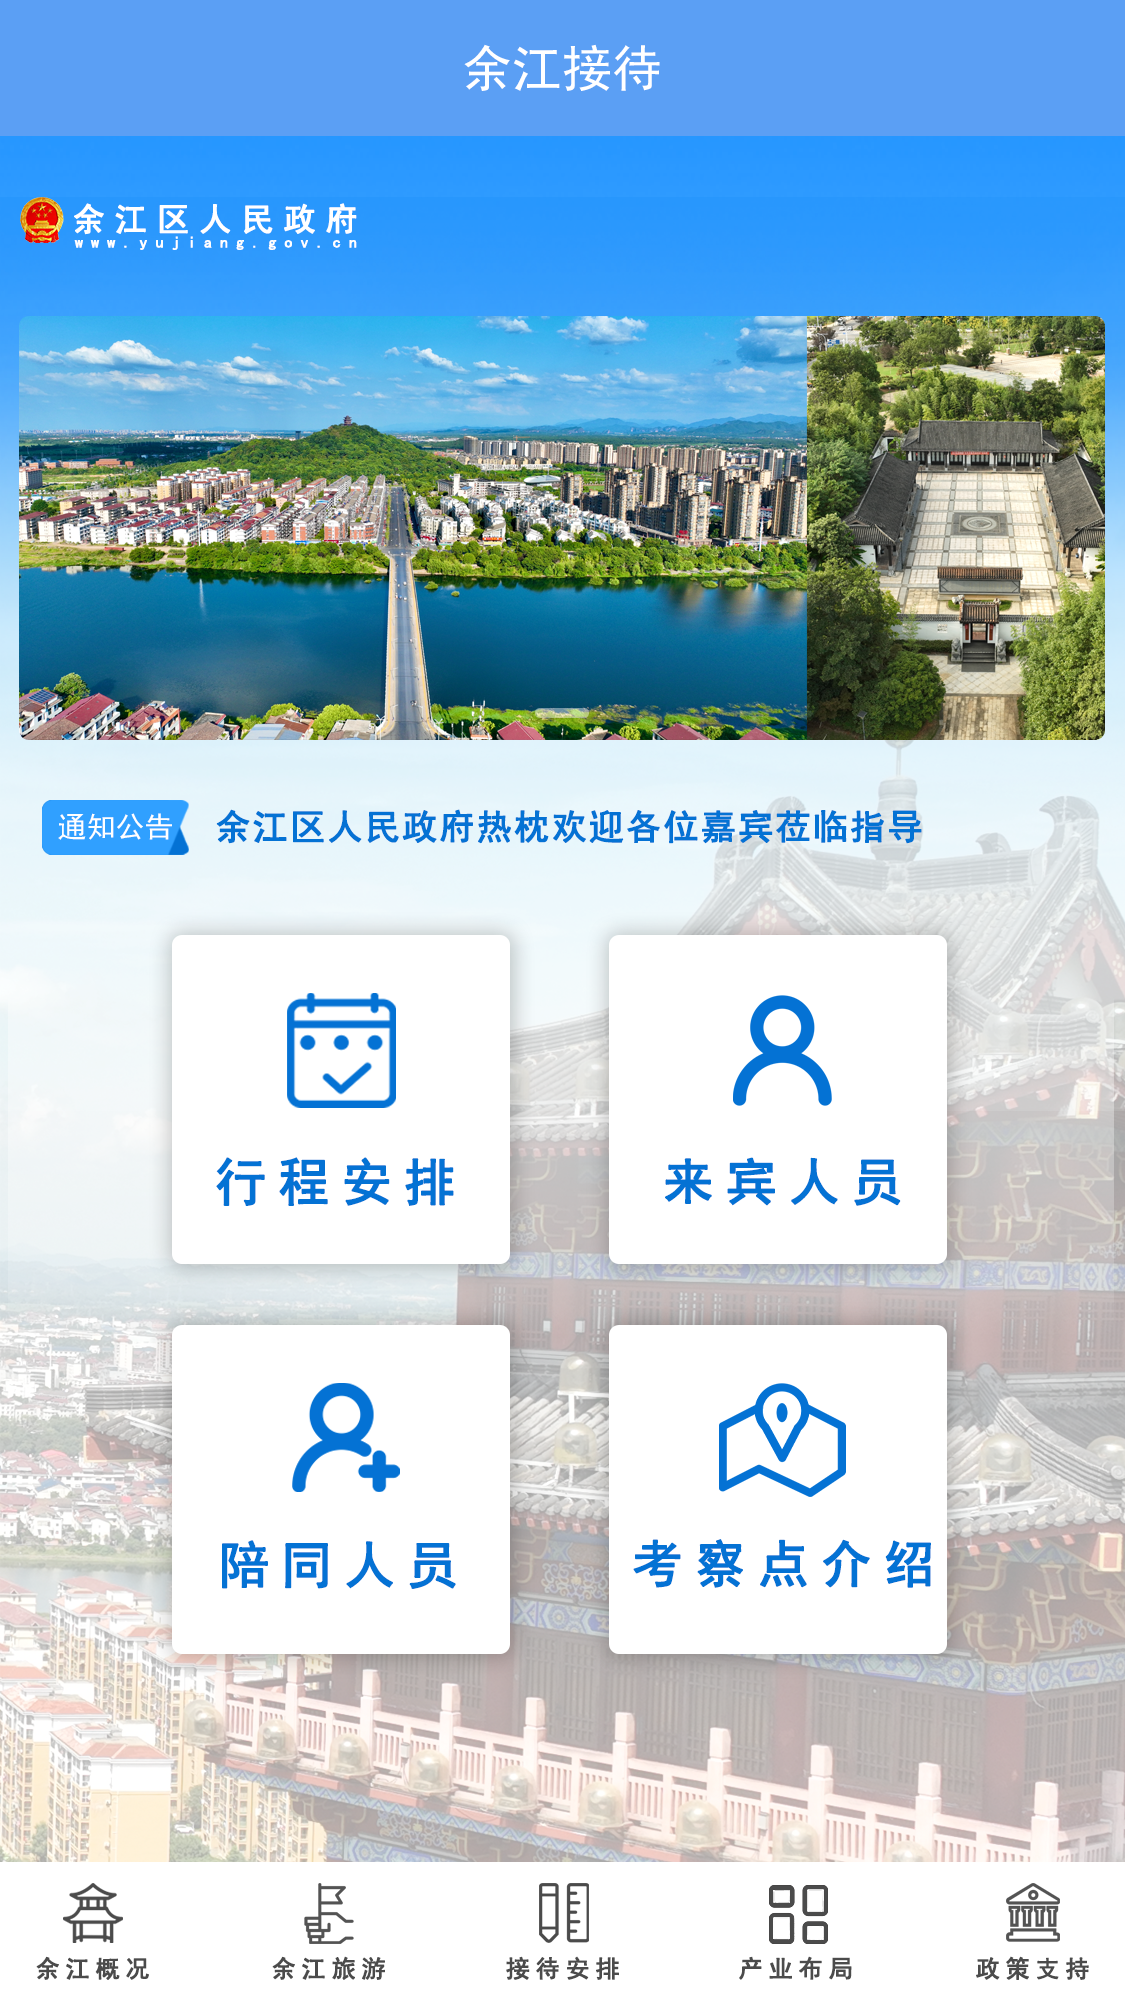 余江接待
余江区人民政府
www.yujiang.gov.cn
通知公告
余江区人民政府热枕欢迎各位嘉宾莅临指导
行程安排
来宾人员
陪同人员
考察点介绍
余江概况
余江旅游
接待安排
产业布局
政策支持